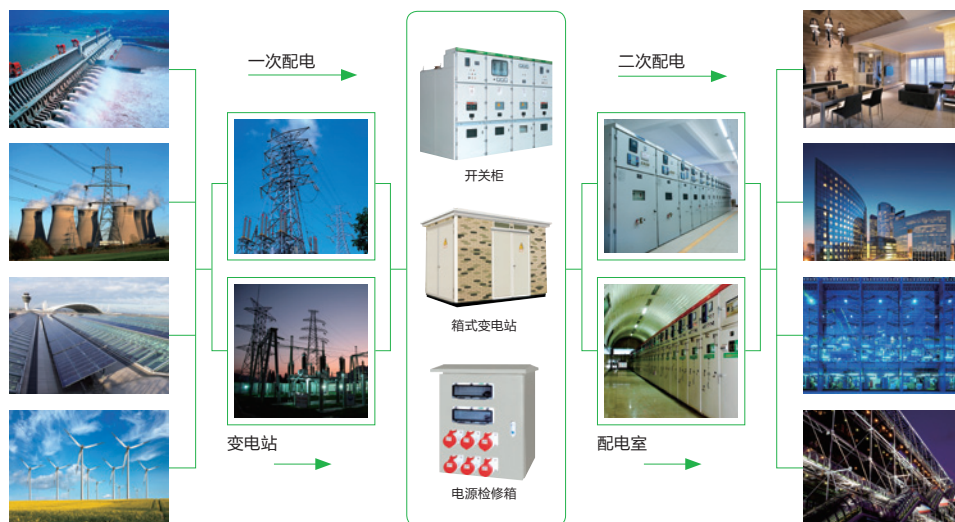 一次配电
二次配电
开关柜
箱式变电站
变电站
配电室
电源检修箱